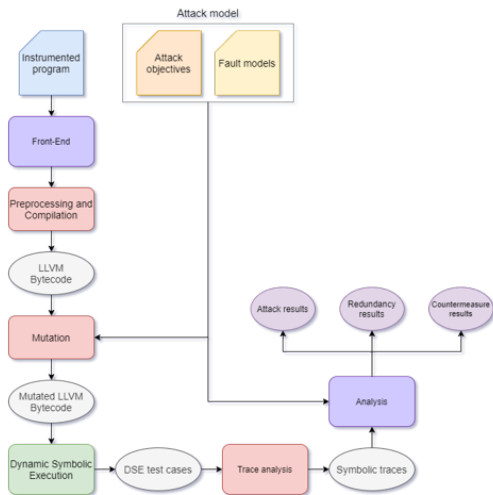 Attack model
Instrumented
program
Attack
objectives
Fault models
Front-End
Preprocessing and
Compilation
LLVM
Bytecode
Attack results
Redundancy
results
Countermeasure
results
Mutation
Mutated LLVM
Bytecode
Analysis
Dynamic Symbolic
Execution
DSE test cases
Trace analysis
Symbolic traces